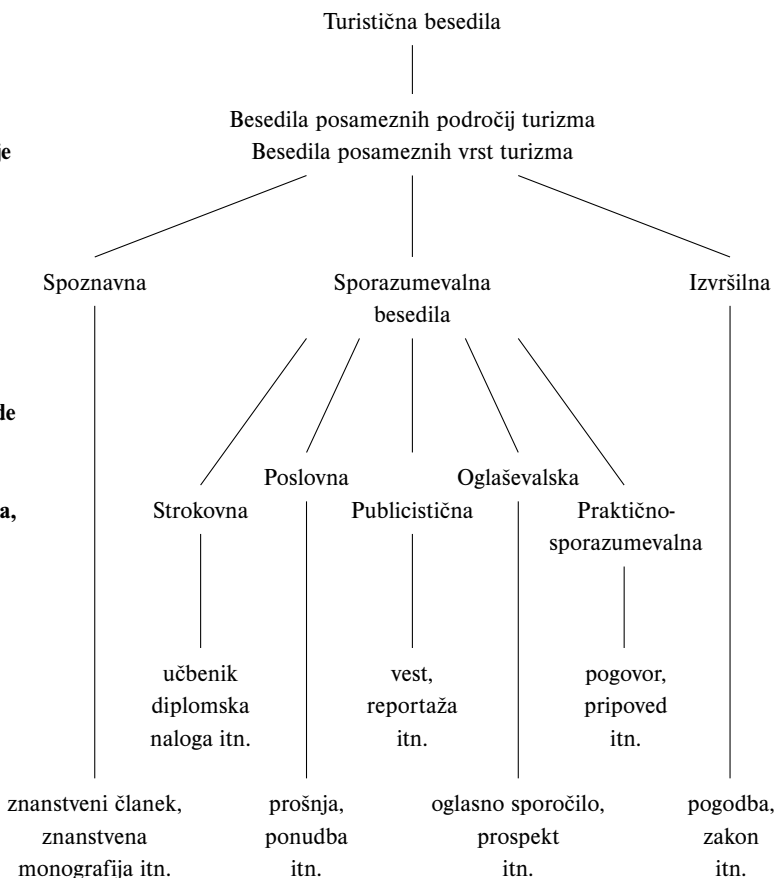 Turistična besedila
Besedila posameznih področij turizma
je
Besedila posameznih vrst turizma
Spoznavna
Sporazumevalna
besedila
Izvršilna
de
Poslovna
Oglaševalska
a,
Strokovna
Publicistična
Praktično-
sporazumevalna
učbenik
diplomska
naloga itn.
vest,
reportaža
itn.
pogovor,
pripoved
itn.
znanstveni članek,
znanstvena
monografija itn.
prošnja,
ponudba
itn.
oglasno sporočilo,
prospekt
itn.
pogodba,
zakon
itn.